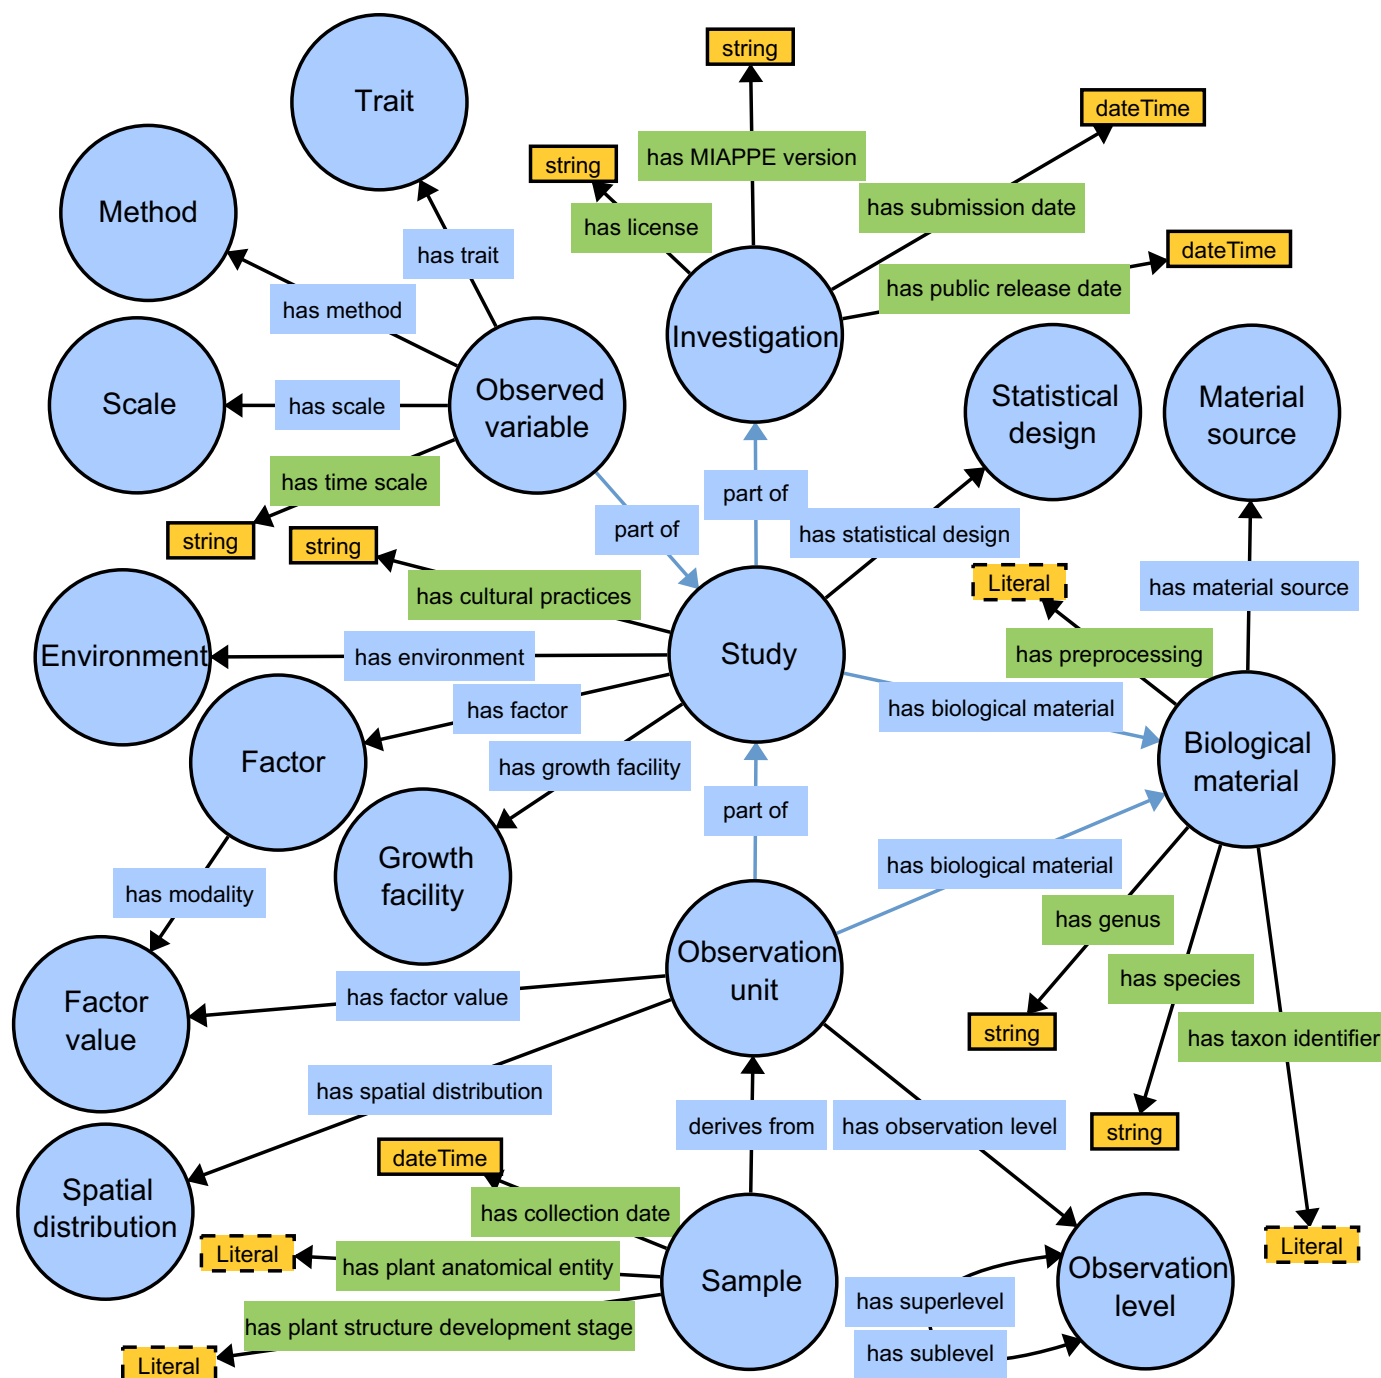 string
Trait
dateTime
has MIAPPE version
string
Method
has submission date
has license
has trait
dateTime
has public release date
has method
Investigation
Statistical
design
Material
source
Scale
has scale
Observed
variable
has time scale
part of
part of
has statistical design
string
string
Literal
has material source
has cultural practices
Environment
has environment
Study
has preprocessing
has factor
has biological material
Biological
material
Factor
has growth facility
part of
Growth
facility
has biological material
has modality
has genus
Observation
unit
has factor value
Factor
value
has species
string
has taxon identifier
has spatial distribution
derives from
has observation level
string
dateTime
Spatial
distribution
has collection date
Literal
has plant anatomical entity
Sample
Literal
Observation
level
has superlevel
has plant structure development stage
has sublevel
Literal